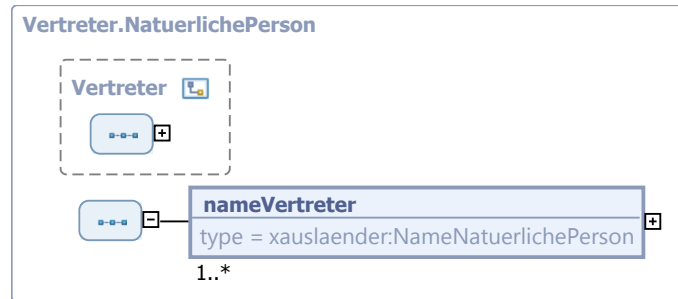 Vertreter.NatuerlichePerson
Vertreter
nameVertreter
type = xauslaender:NameNatuerlichePerson
1..*